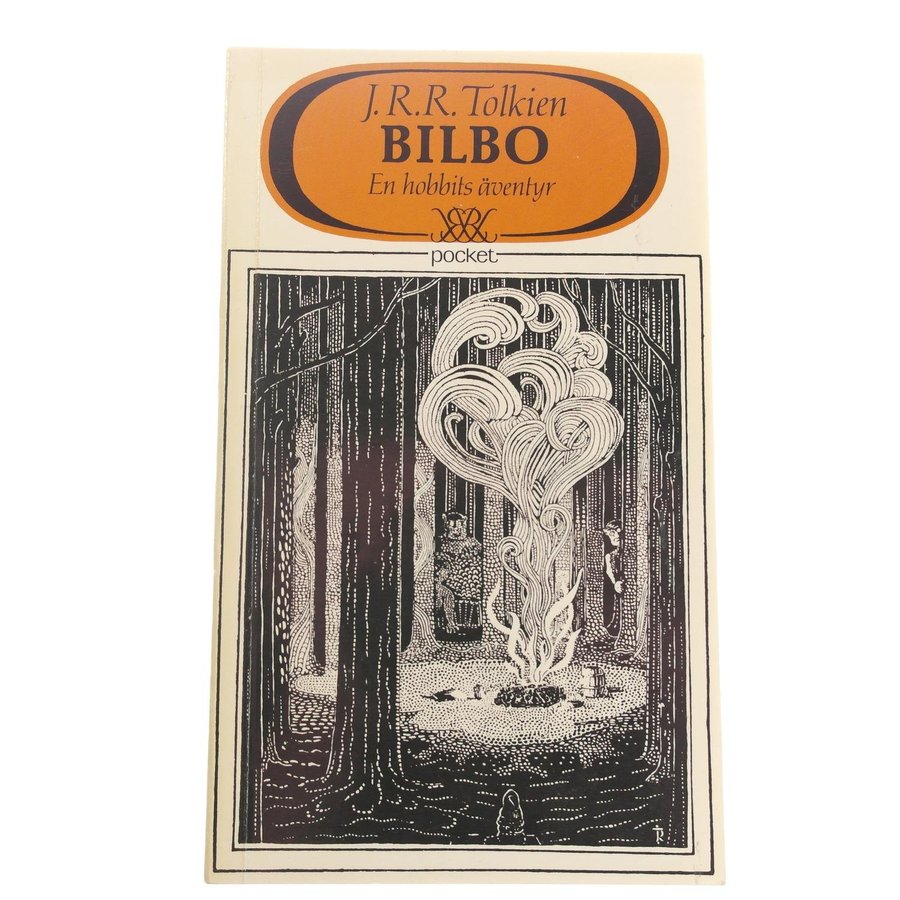 J.R.R. Tolkien
BILBO
En hobbits äventyr
pocket